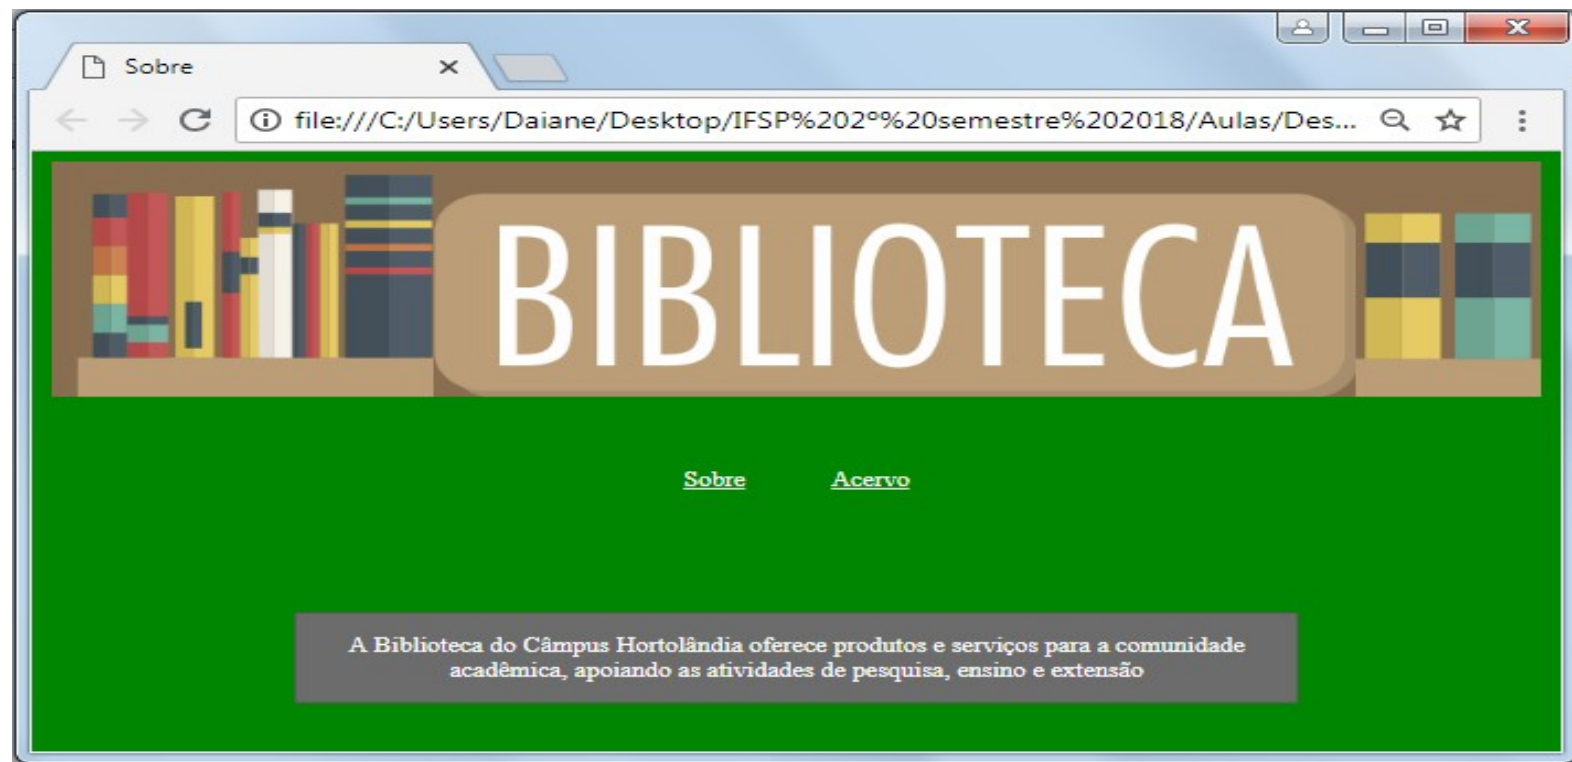 Sobre
file:///C:/Users/Daiane/Desktop/IFSP%202º%20semestre%202018/Aulas/Des...
BIBLIOTECA
Sobre Acervo
A Biblioteca do Câmpus Hortolândia oferece produtos e serviços para a comunidade
acadêmica, apoiando as atividades de pesquisa, ensino e extensão